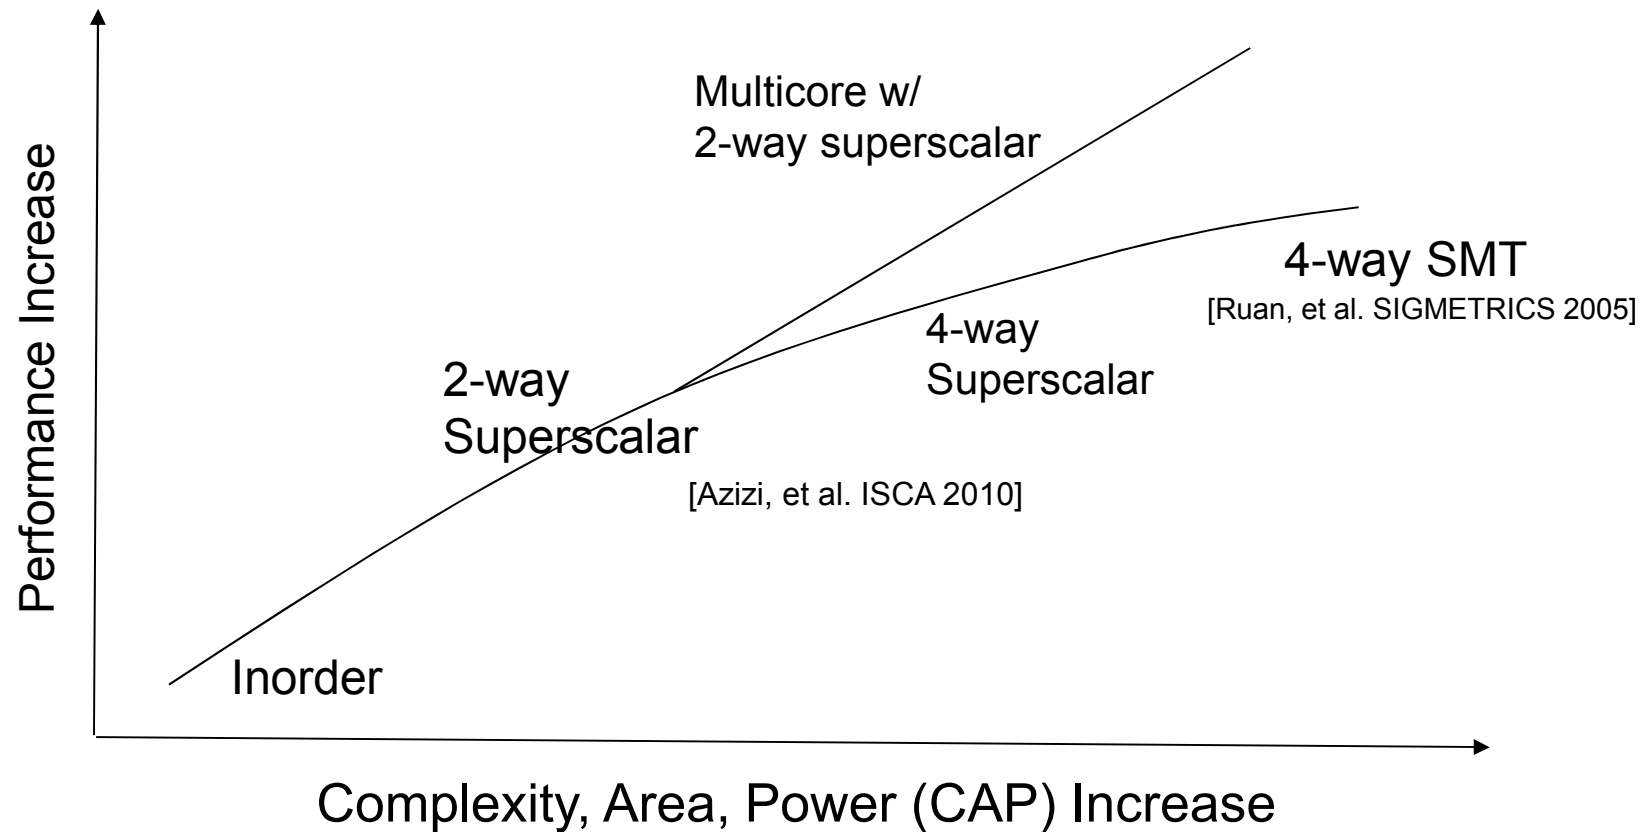 Performance Increase
Multicore w/
2-way superscalar
4-way SMT
[Ruan, et al. SIGMETRICS 2005]
4-way
Superscalar
2-way
Superscalar
[Azizi, et al. ISCA 2010]
Inorder
Complexity, Area, Power (CAP) Increase